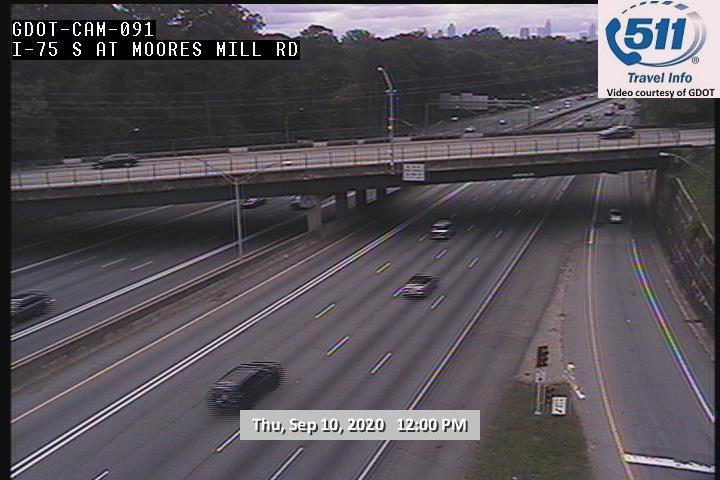 GDOT-CAM-091
I-75 S AT MOORES MILL RD
511
®
Travel Info
Video courtesy of GDOT
Thu, Sep 10, 2020 12:00 PM